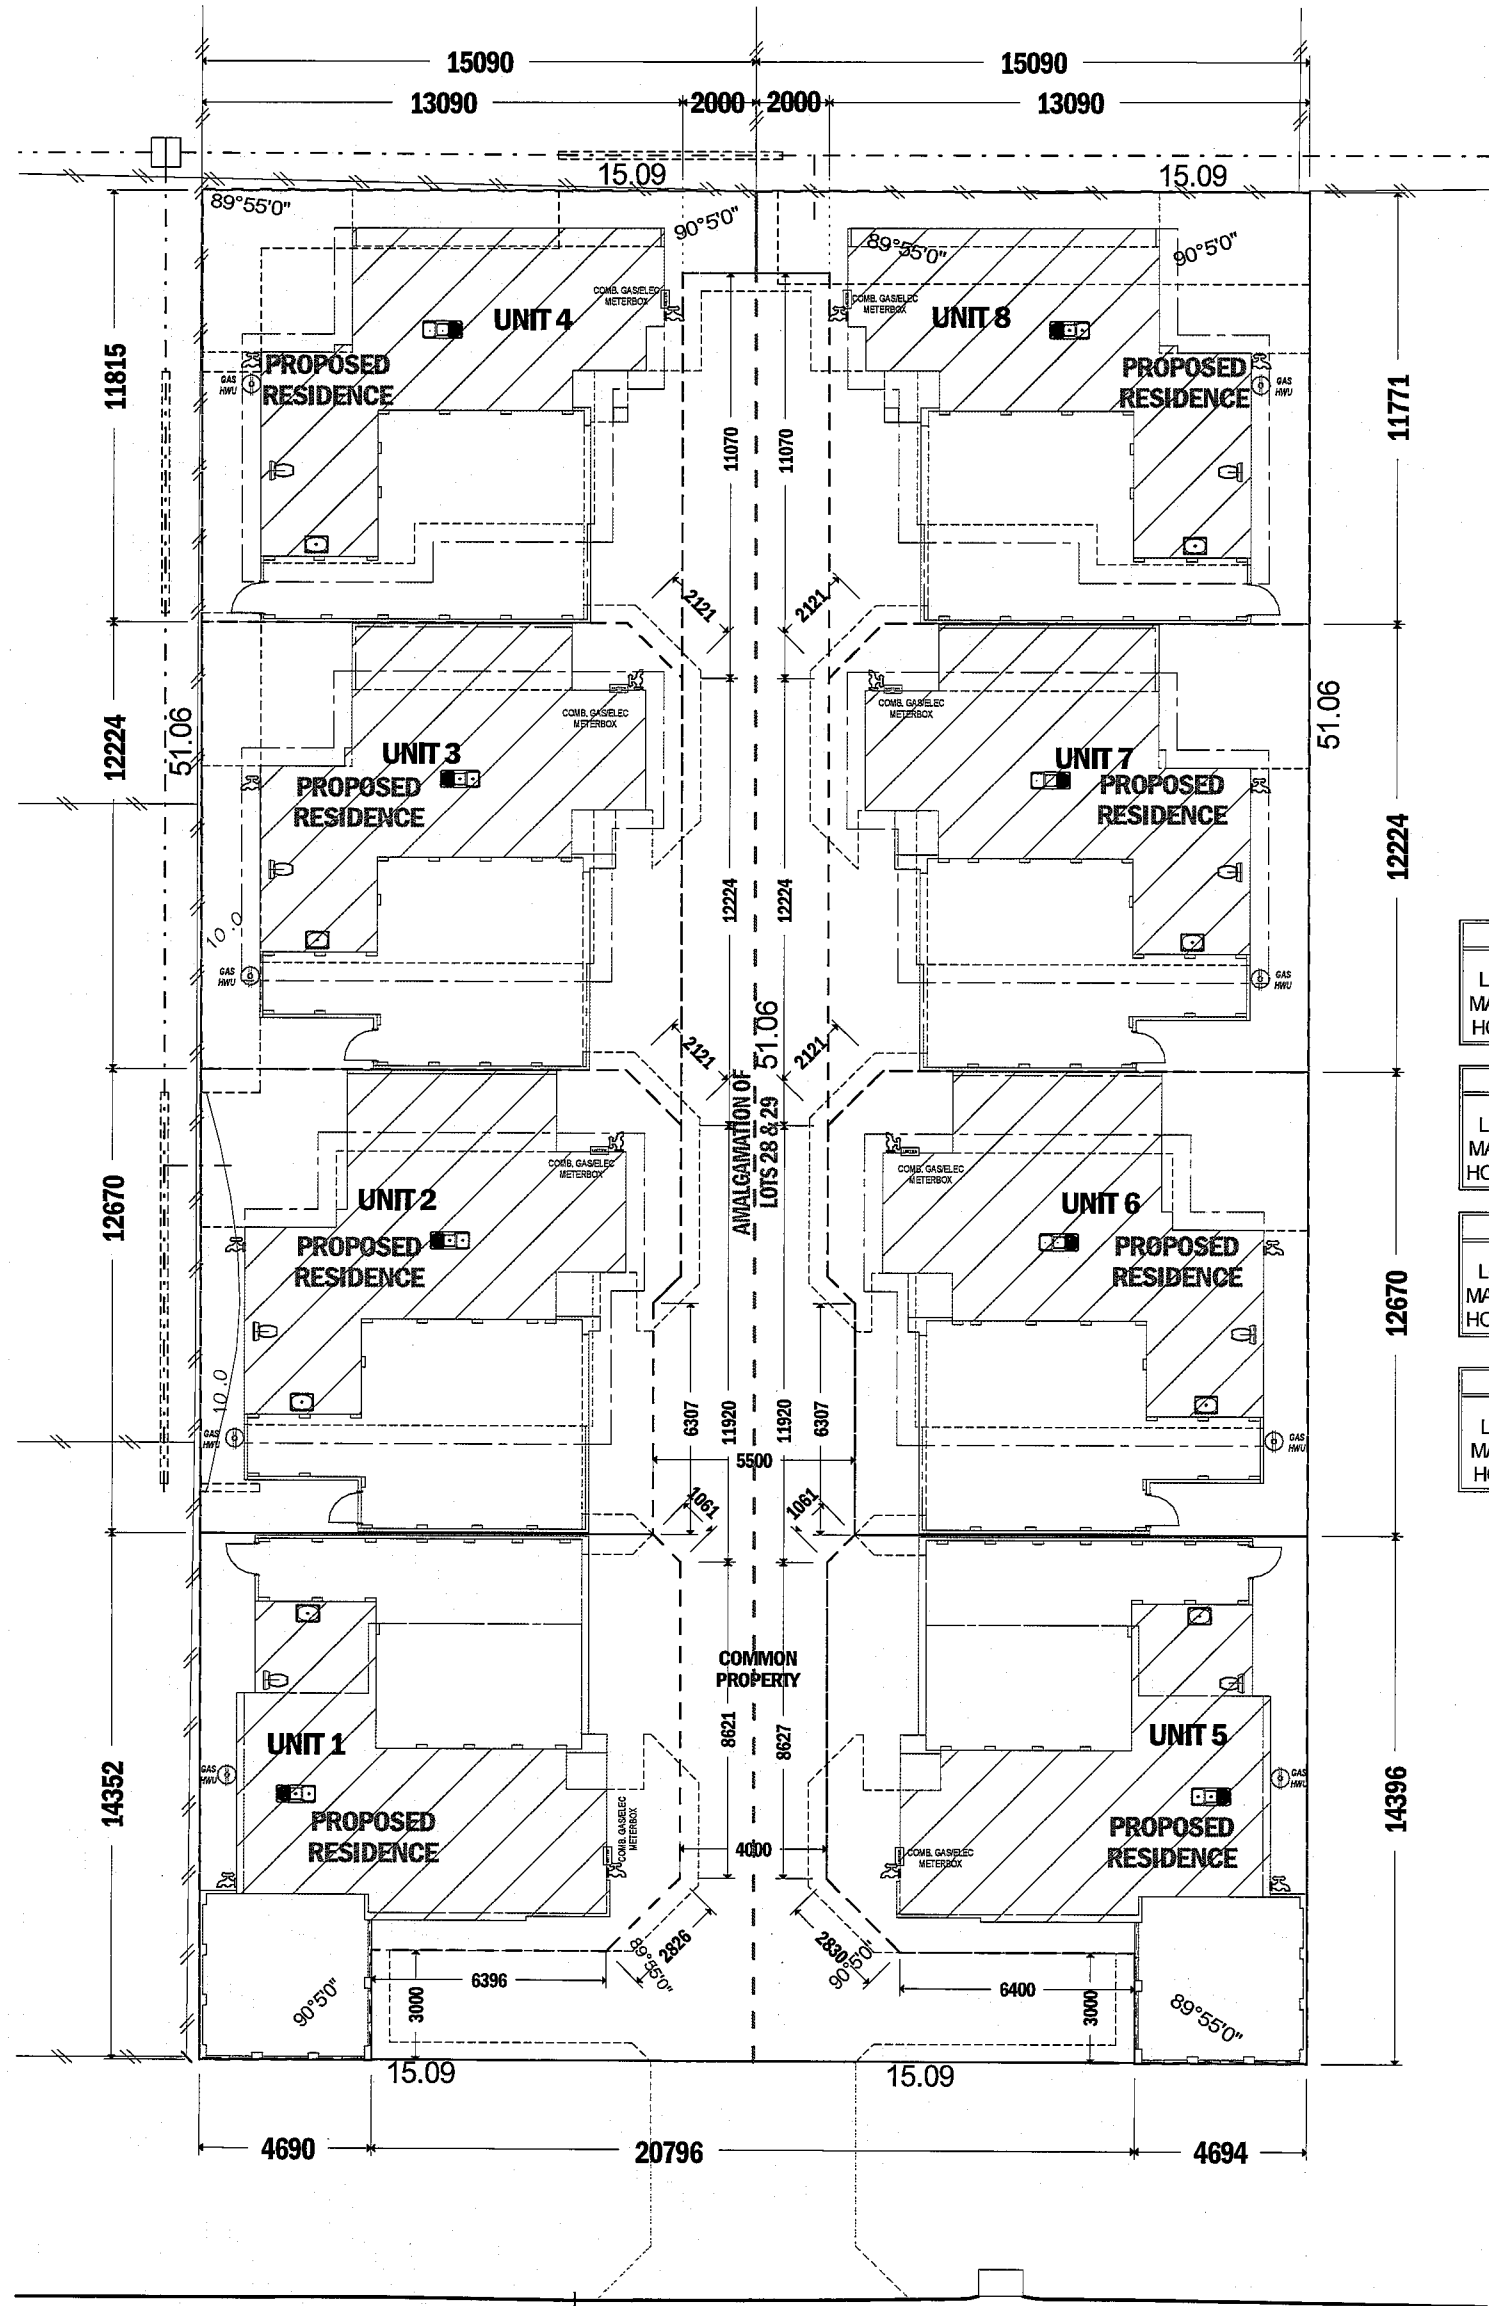 15090
15090
13090
2000
2000
13090
15.09
15.09
89°55'0"
90°5'0"
89°55'0"
90°5'0"
COMB. GAS/ELEC
METERBOX
COMB. GAS/ELEC
METERBOX
UNIT 4
UNIT 8
PROPOSED
RESIDENCE
PROPOSED
RESIDENCE
GAS
HWU
GAS
HWU
11815
11771
11070
11070
2121
2121
COMB. GAS/ELEC
METERBOX
COMB. GAS/ELEC
METERBOX
12224
51.06
51.06
UNIT 3
UNIT 7
PROPOSED
RESIDENCE
PROPOSED
RESIDENCE
12224
12224
12224
10.0
GAS
HWU
GAS
HWU
51.06
2121
2121
AMALGAMATION OF
LOTS 28 & 29
COMB. GAS/ELEC
METERBOX
COMB. GAS/ELEC
METERBOX
12670
UNIT 2
UNIT 6
PROPOSED
RESIDENCE
PROPOSED
RESIDENCE
12670
10.0
GAS
HWU
GAS
HWU
6307
11920
11920
6307
5500
1061
1061
COMMON
PROPERTY
UNIT 1
UNIT 5
8621
8627
GAS
HWU
GAS
HWU
14352
14396
PROPOSED
RESIDENCE
PROPOSED
RESIDENCE
COMB. GAS/ELEC
METERBOX
COMB. GAS/ELEC
METERBOX
4000
2826
89°55'0"
2830
90°5'0"
6396
6400
3000
3000
90°5'0"
89°55'0"
15.09
15.09
4690
20796
4694